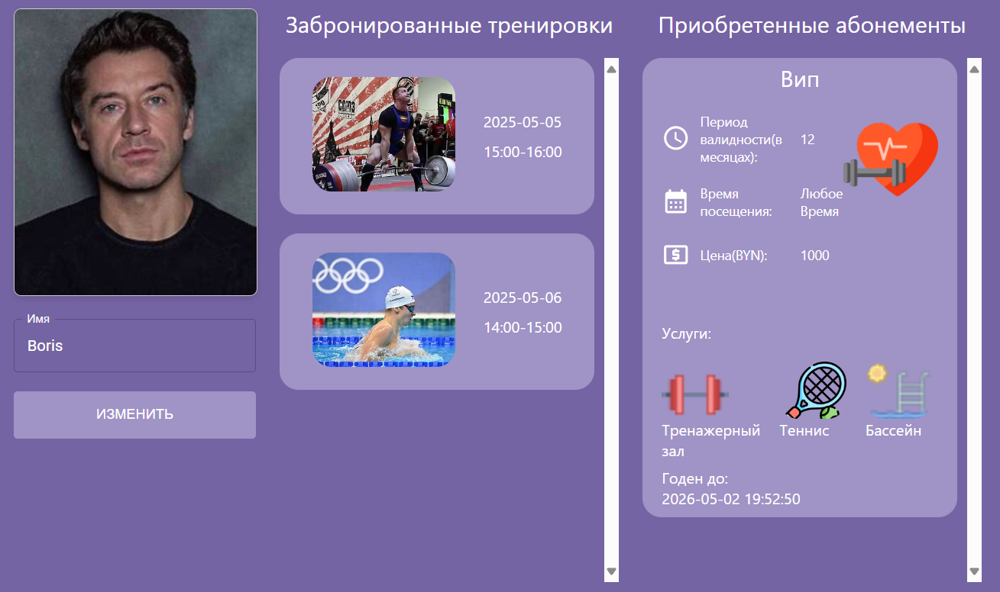 Имя
Boris
ИЗМЕНИТЬ
Забронированные тренировки
СОЮЗ
РОССИИ
2025-05-05
15:00-16:00
2025-05-06
14:00-15:00
Приобретенные абонементы
Вип
Период
валидности(в
месяцах):
12
Время
посещения:
Любое
Время
Цена(BYN):
1000
Услуги:
Тренажерный
зал
Теннис
Бассейн
Годен до:
2026-05-02 19:52:50